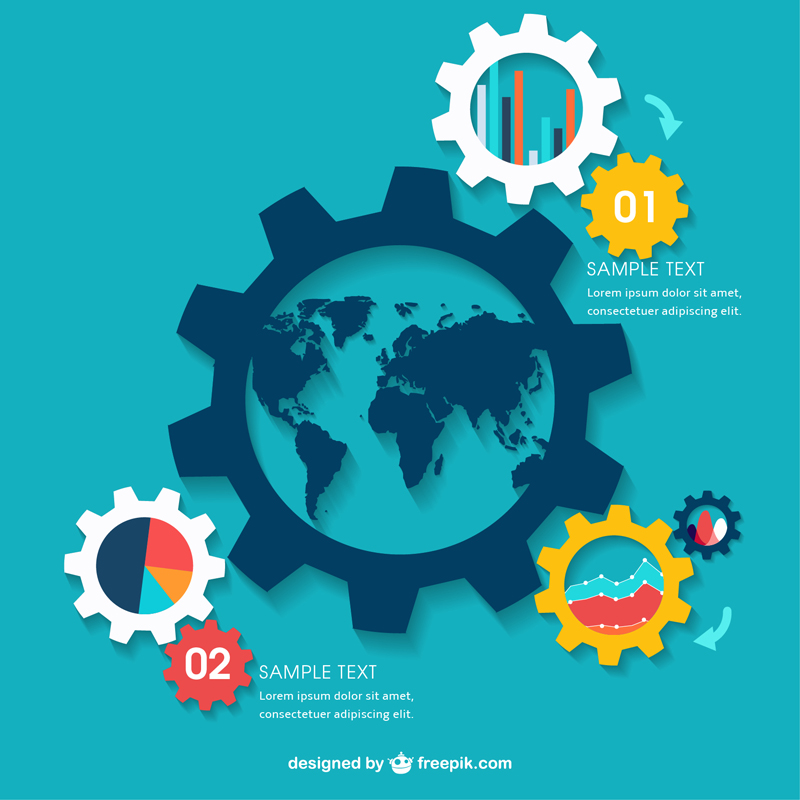 01
SAMPLE TEXT
Lorem ipsum dolor sit amet,
consectetuer adipiscing elit.
02
SAMPLE TEXT
Lorem ipsum dolor sit amet,
consectetuer adipiscing elit.
designed by freepik.com